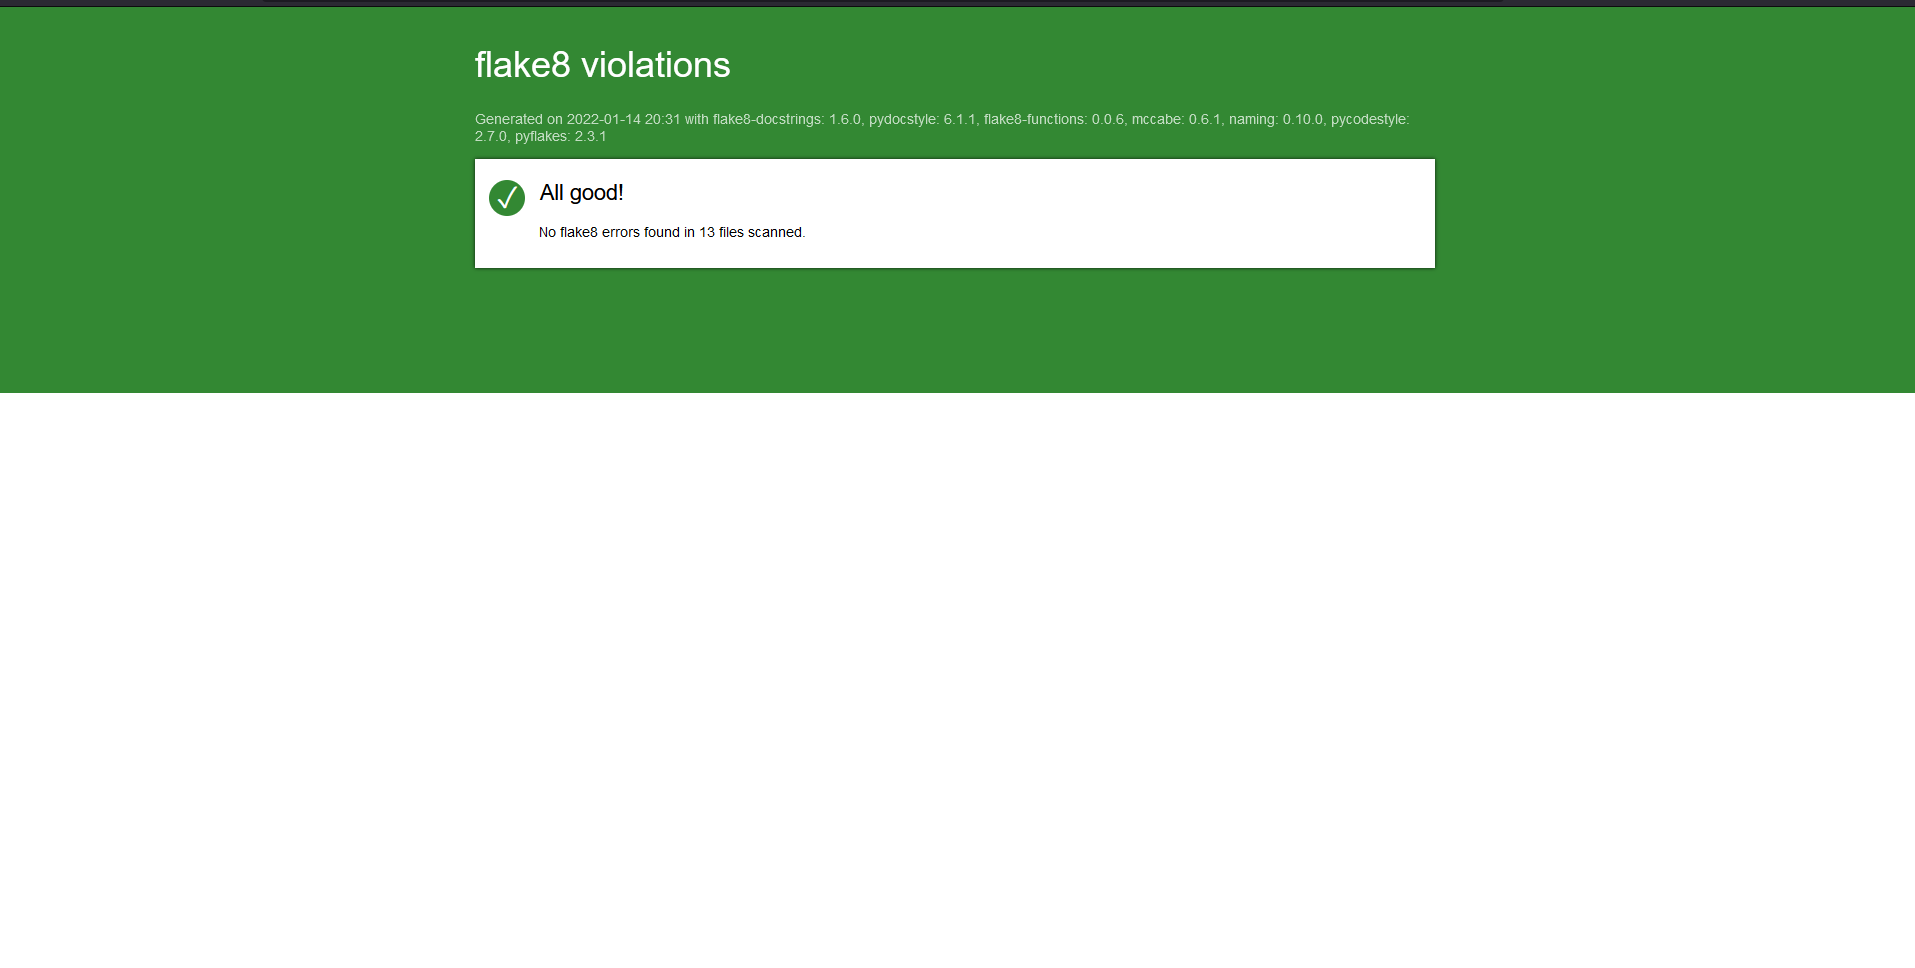 flake8 violations
Generated on 2022-01-14 20:31 with flake8-docstrings: 1.6.0, pydocstyle: 6.1.1, flake8-functions: 0.0.6, mccabe: 0.6.1, naming: 0.10.0, pycodestyle:
2.7.0, pyflakes: 2.3.1
All good!
No flake8 errors found in 13 files scanned.